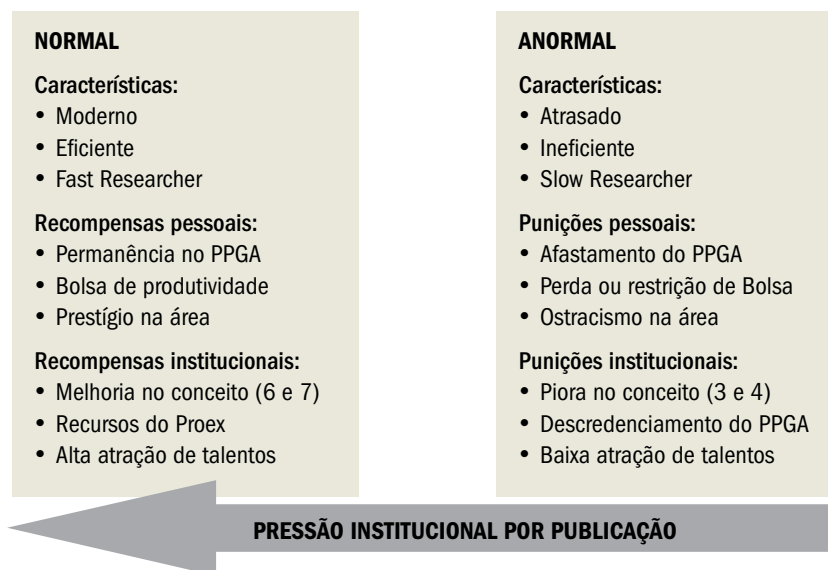 NORMAL
Características:
• Moderno
• Eficiente
• Fast Researcher
Recompensas pessoais:
• Permanência no PPGA
• Bolsa de produtividade
• Prestígio na área
Recompensas institucionais:
• Melhoria no conceito (6 e 7)
• Recursos do Proex
• Alta atração de talentos
ANORMAL
Características:
• Atrasado
• Ineficiente
• Slow Researcher
Punições pessoais:
• Afastamento do PPGA
• Perda ou restrição de Bolsa
• Ostracismo na área
Punições institucionais:
• Piora no conceito (3 e 4)
• Descredenciamento do PPGA
• Baixa atração de talentos
PRESSÃO INSTITUCIONAL POR PUBLICAÇÃO